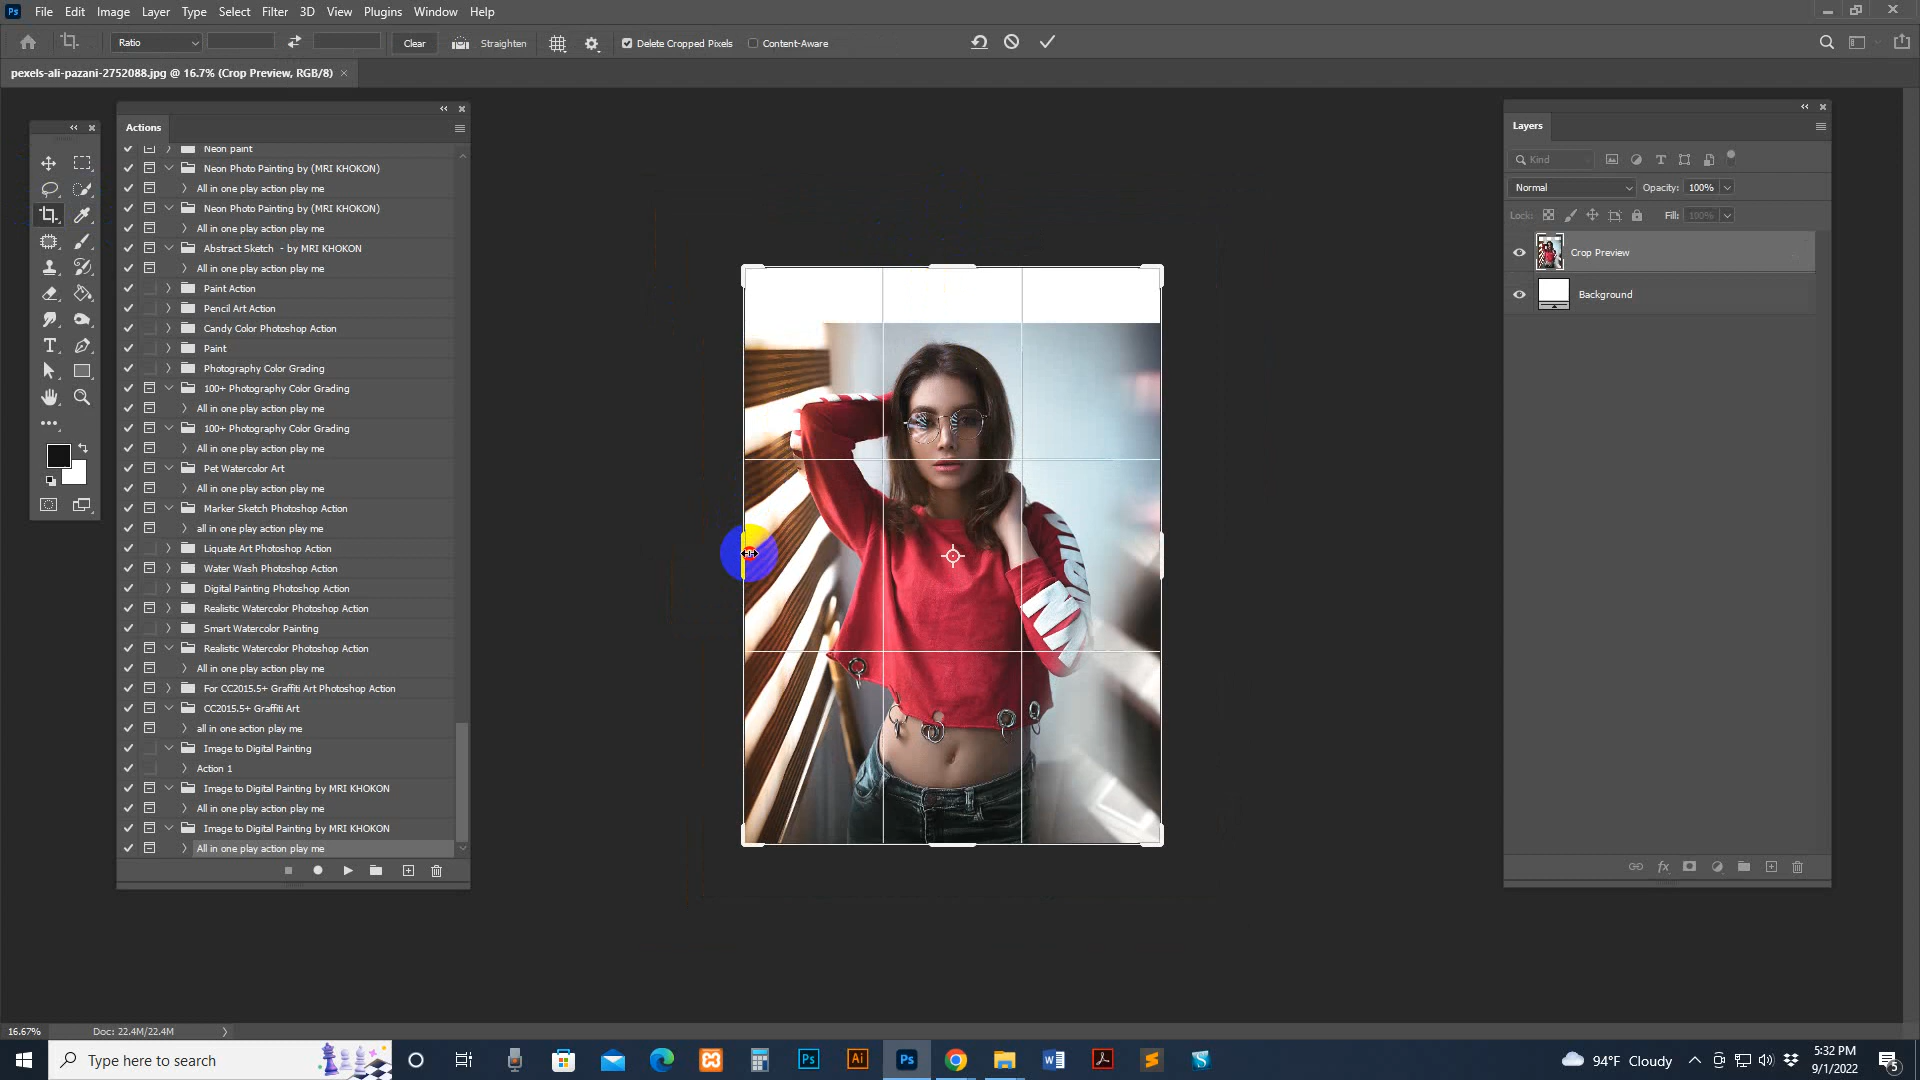 Ps File Edit Image Layer Type Select Filter 3D View Plugins Window Help
Ratio Clear Straighten Delete Cropped Pixels Content-Aware
pexels-ali-pazani-2752088.jpg @ 16.7% (Crop Preview, RGB/8) ×
Actions
Neon paint
Neon Photo Painting by (MRI KHOKON)
All in one play action play me
Neon Photo Painting by (MRI KHOKON)
All in one play action play me
Abstract Sketch - by MRI KHOKON
All in one play action play me
Paint Action
Pencil Art Action
Candy Color Photoshop Action
Paint
Photography Color Grading
100+ Photography Color Grading
All in one play action play me
100+ Photography Color Grading
All in one play action play me
Pet Watercolor Art
All in one play action play me
Marker Sketch Photoshop Action
all in one play action play me
Liquate Art Photoshop Action
Water Wash Photoshop Action
Digital Painting Photoshop Action
Realistic Watercolor Photoshop Action
Smart Watercolor Painting
Realistic Watercolor Photoshop Action
All in one play action play me
For CC2015.5+ Graffiti Art Photoshop Action
CC2015.5+ Graffiti Art
all in one action play me
Image to Digital Painting
Action 1
Image to Digital Painting by MRI KHOKON
All in one play action play me
Image to Digital Painting by MRI KHOKON
All in one play action play me
Layers
Kind
Normal Opacity: 100%
Lock: Fill: 100%
Crop Preview
Background
16.67% Doc: 22.4M/22.4M
Type here to search
Ps Ai Ps
94°F Cloudy
5:32 PM
9/1/2022
5